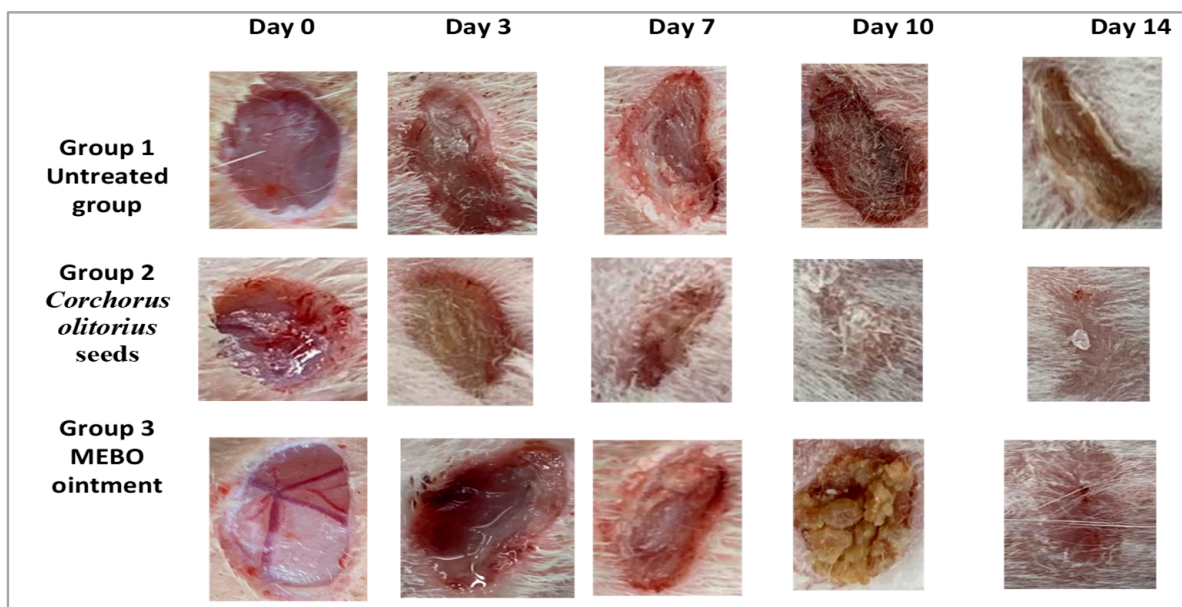 Day 0 Day 3 Day 7 Day 10 Day 14
Group 1
Untreated
group
Group 2
Corchorus
olitorius
seeds
Group 3
MEBO
ointment